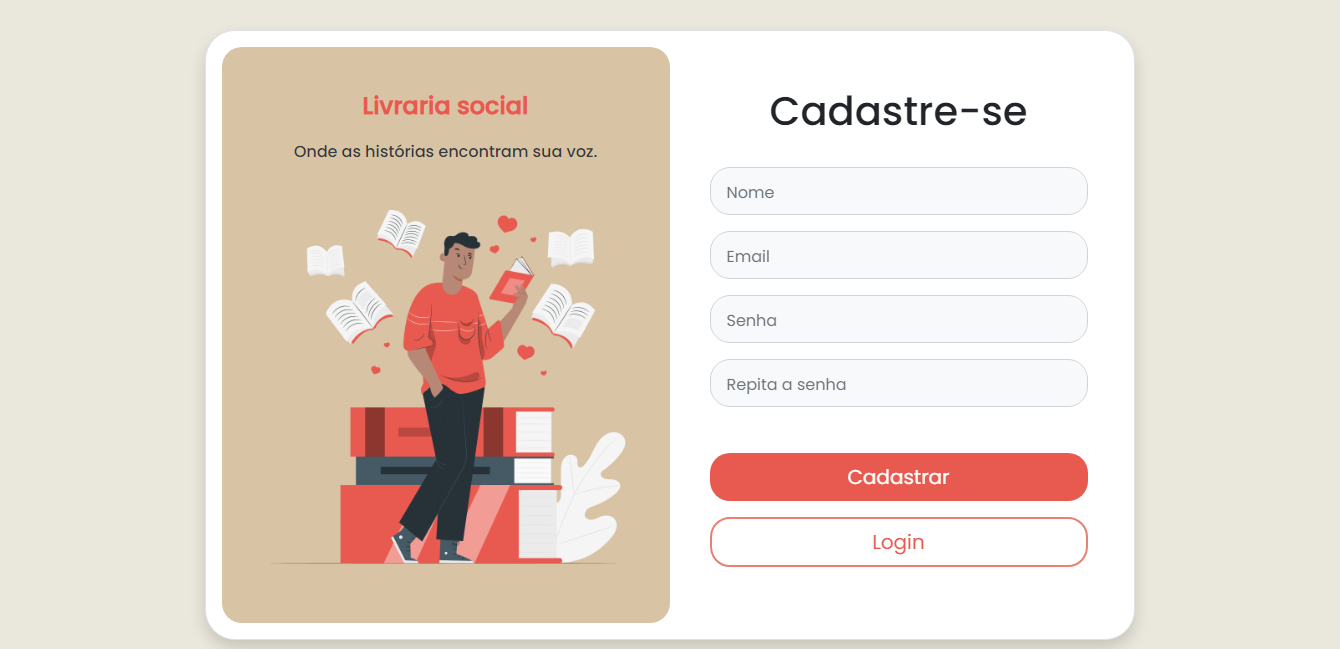 Livraria social
Onde as histórias encontram sua voz.
Cadastre-se
Nome
Email
Senha
Repita a senha
Cadastrar
Login